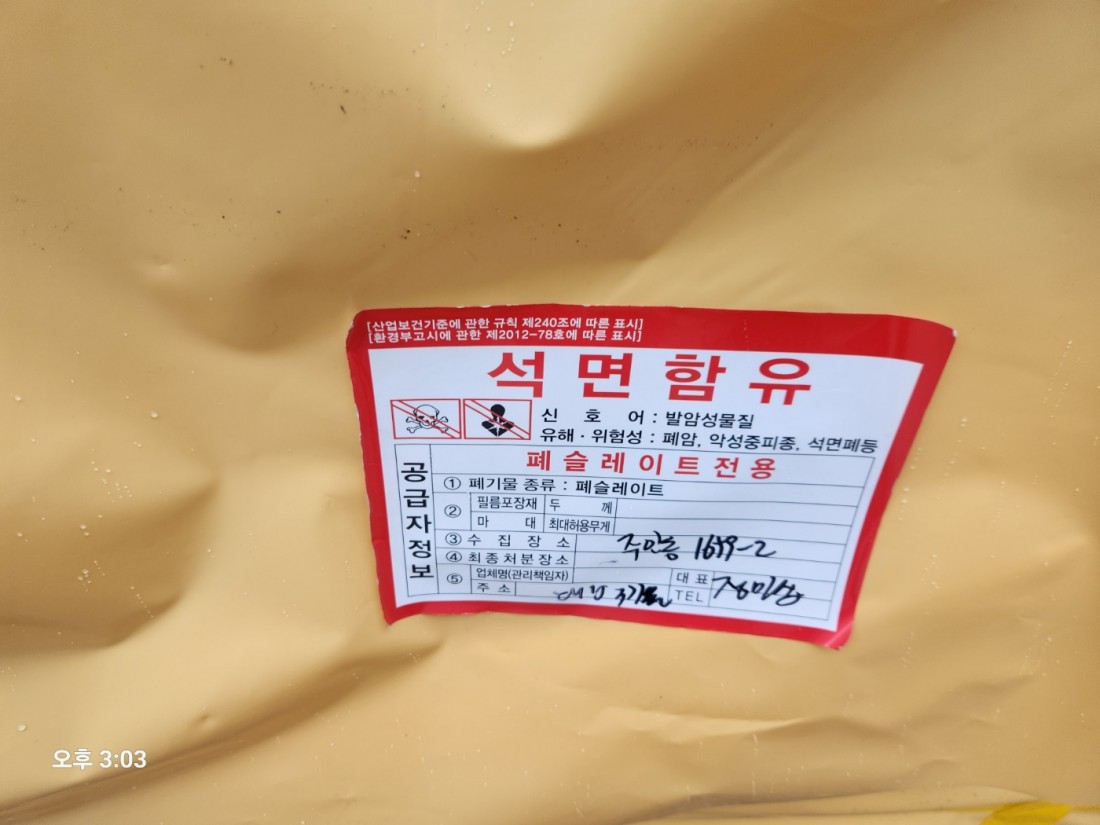 [산업보건기준에 관한 규칙 제240조에 따른 표시]
[환경부고시에 관한 제2012-78호에 따른 표시]
석면함유
신 호 어 : 발암성물질
유해 · 위험성 : 폐암, 악성중피종, 석면폐등
공급자정보
폐슬레이트전용
① 폐기물 종류 : 폐슬레이트
② 필름포장재 두 께
마 대 최대허용무게
③ 수 집 장 소 주안동 1699-2
④ 최 종 처 분 장 소
⑤ 업체명(관리책임자) 대 표
주 소 TEL
오후 3:03